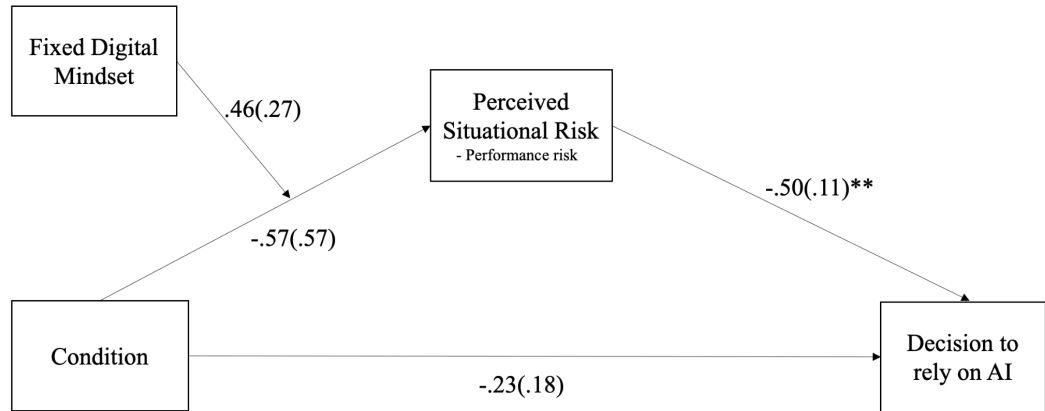 Fixed Digital
Mindset
.46(.27)
Perceived
Situational Risk
- Performance risk
-.50(.11)**
-.57(.57)
Condition
-.23(.18)
Decision to
rely on AI